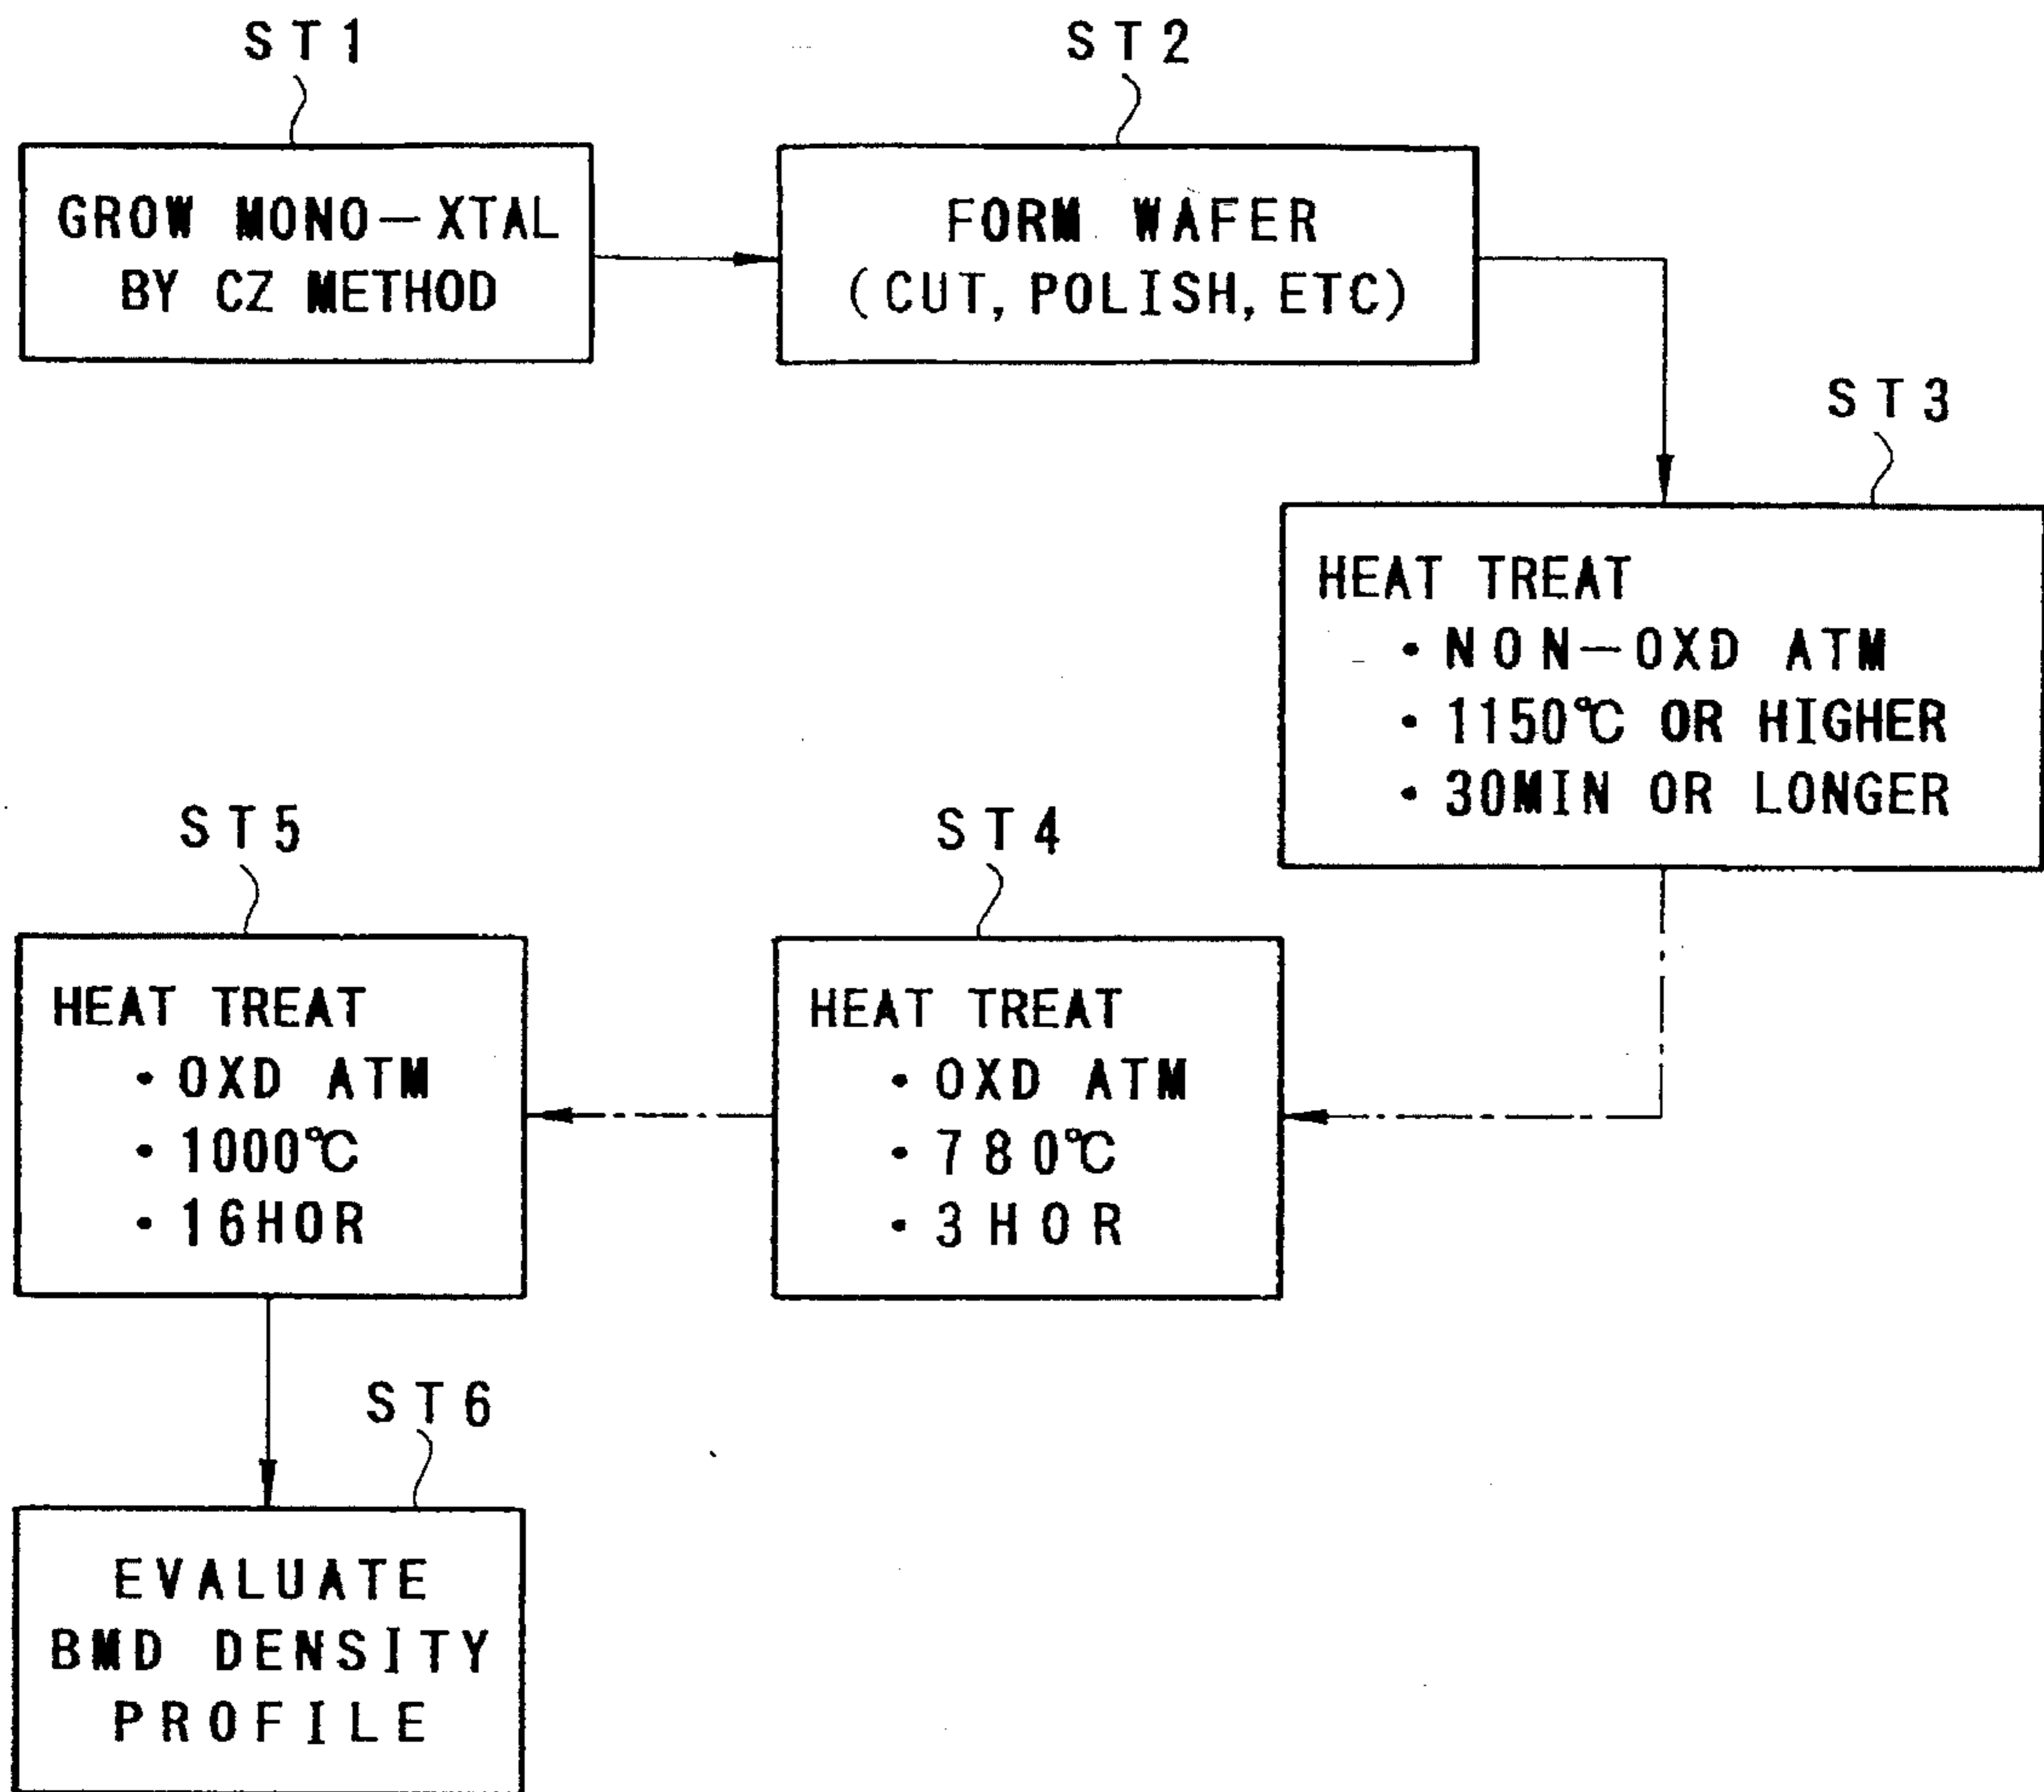 ST1
GROW MONO-XTAL
BY CZ METHOD
ST2
FORM WAFER
(CUT, POLISH, ETC)
ST3
HEAT TREAT
• NON-OXD ATM
• 1150℃ OR HIGHER
• 30MIN OR LONGER
ST4
HEAT TREAT
• OXD ATM
• 780℃
• 3HOR
ST5
HEAT TREAT
• OXD ATM
• 1000℃
• 16HOR
ST6
EVALUATE
BMD DENSITY
PROFILE